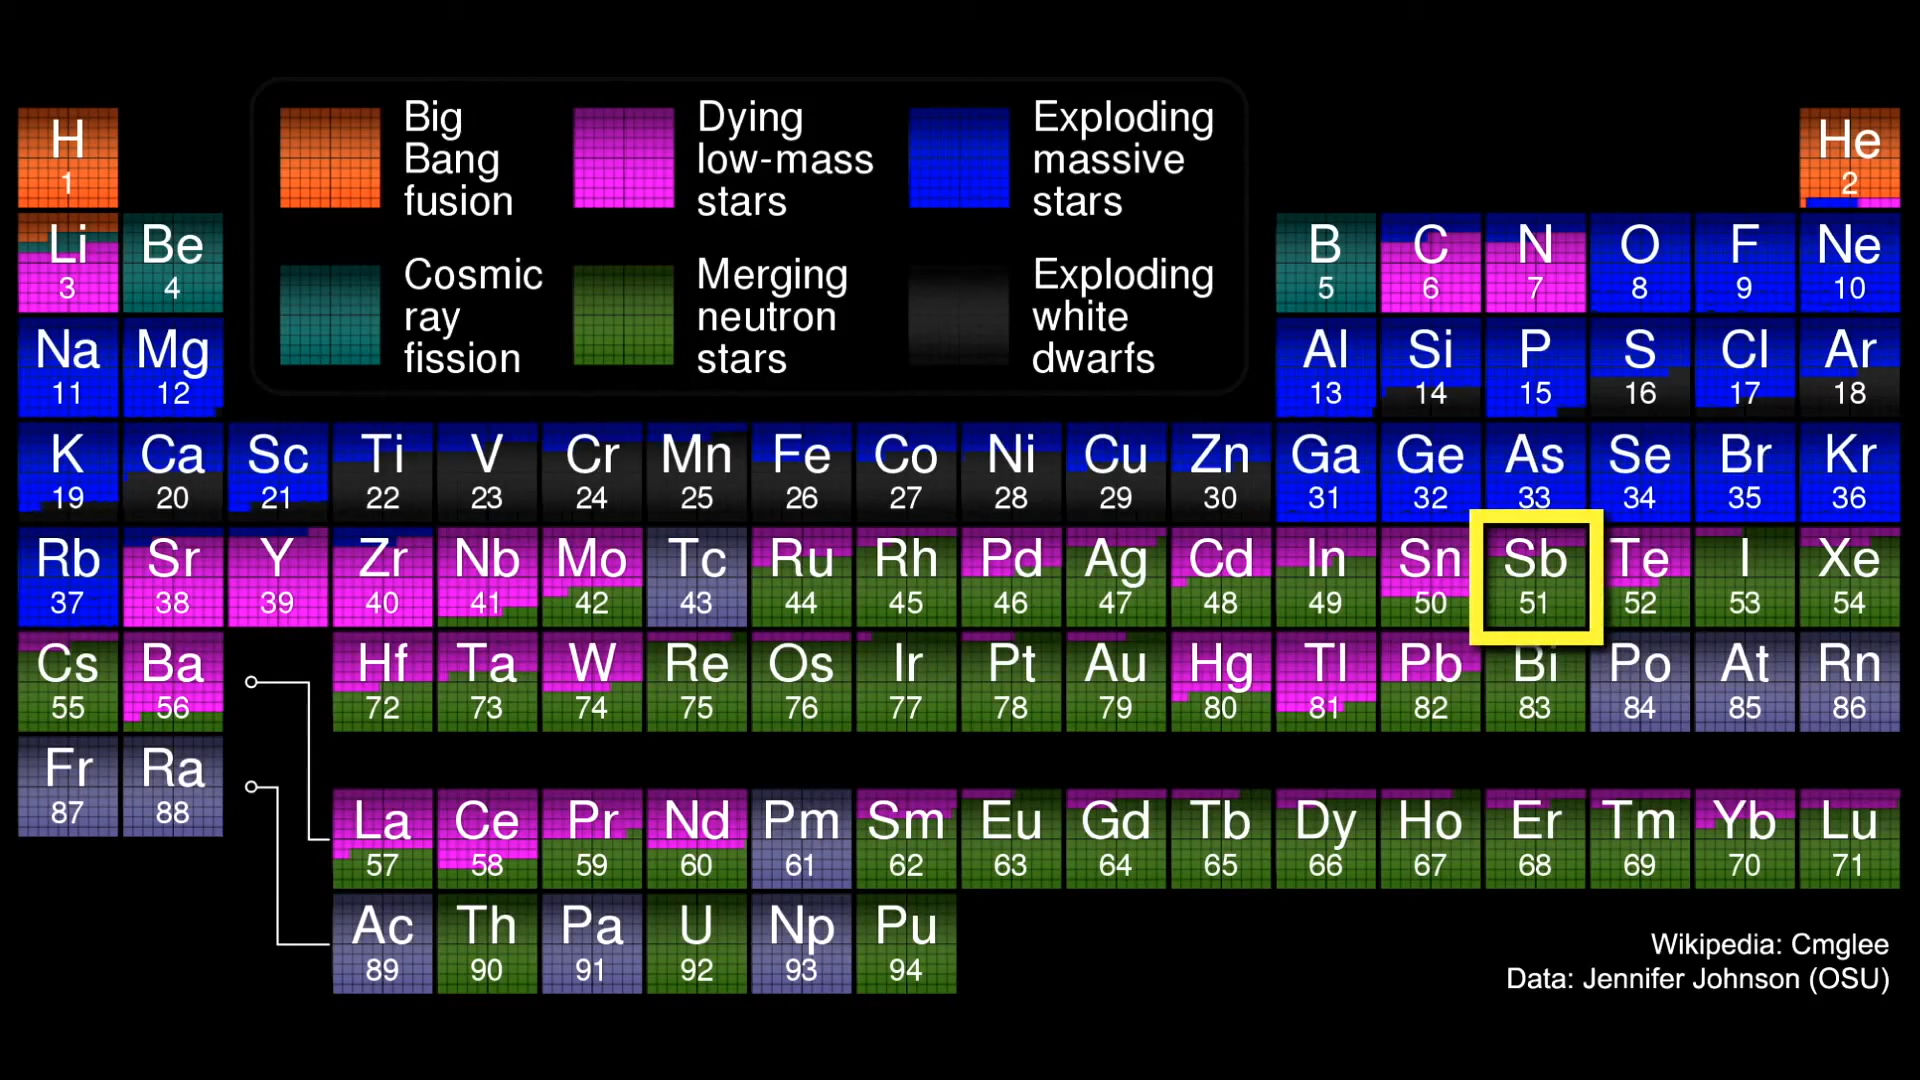 Big
Bang
fusion
Dying
low-mass
stars
Exploding
massive
stars
Cosmic
ray
fission
Merging
neutron
stars
Exploding
white
dwarfs
H He
1 2
Li Be B C N O F Ne
3 4 5 6 7 8 9 10
Na Mg Al Si P S Cl Ar
11 12 13 14 15 16 17 18
K Ca Sc Ti V Cr Mn Fe Co Ni Cu Zn Ga Ge As Se Br Kr
19 20 21 22 23 24 25 26 27 28 29 30 31 32 33 34 35 36
Rb Sr Y Zr Nb Mo Tc Ru Rh Pd Ag Cd In Sn Sb Te I Xe
37 38 39 40 41 42 43 44 45 46 47 48 49 50 51 52 53 54
Cs Ba Hf Ta W Re Os Ir Pt Au Hg Tl Pb Bi Po At Rn
55 56 72 73 74 75 76 77 78 79 80 81 82 83 84 85 86
Fr Ra
87 88
La Ce Pr Nd Pm Sm Eu Gd Tb Dy Ho Er Tm Yb Lu
57 58 59 60 61 62 63 64 65 66 67 68 69 70 71
Ac Th Pa U Np Pu
89 90 91 92 93 94
Wikipedia: Cmglee
Data: Jennifer Johnson (OSU)